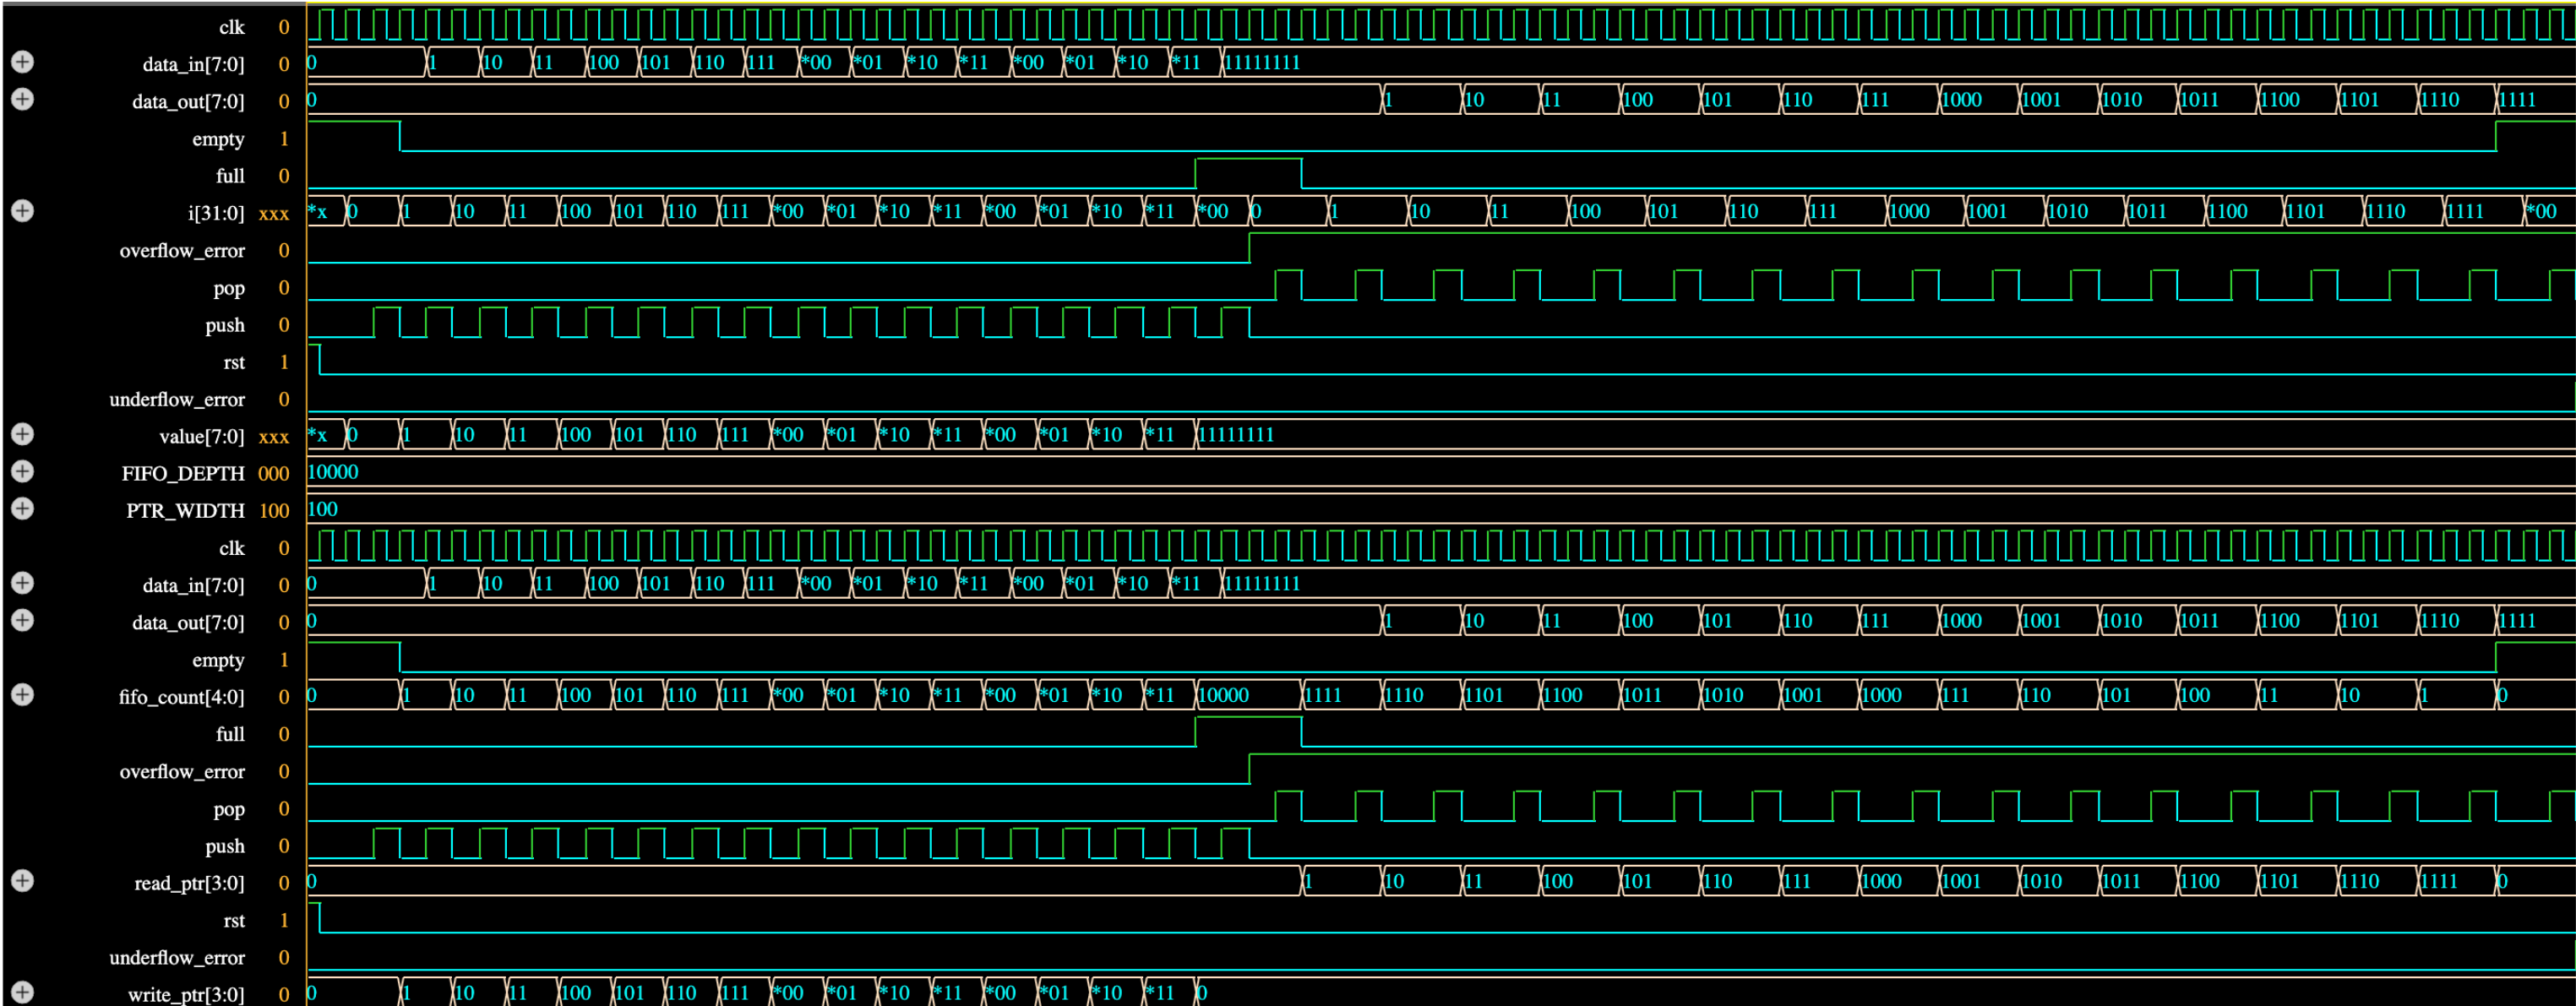 clk 0
data_in[7:0] 0 0 1 10 11 100 101 110 111 *00 *01 *10 *11 *00 *01 *10 *11 11111111
data_out[7:0] 0 0 1 10 11 100 101 110 111 1000 1001 1010 1011 1100 1101 1110 1111
empty 1
full 0
i[31:0] xxx *x 0 1 10 11 100 101 110 111 *00 *01 *10 *11 *00 *01 *10 *11 *00 0 1 10 11 100 101 110 111 1000 1001 1010 1011 1100 1101 1110 1111 *00
overflow_error 0
pop 0
push 0
rst 1
underflow_error 0
value[7:0] xxx *x 0 1 10 11 100 101 110 111 *00 *01 *10 *11 *00 *01 *10 *11 11111111
FIFO_DEPTH 000 10000
PTR_WIDTH 100 100
clk 0
data_in[7:0] 0 0 1 10 11 100 101 110 111 *00 *01 *10 *11 *00 *01 *10 *11 11111111
data_out[7:0] 0 0 1 10 11 100 101 110 111 1000 1001 1010 1011 1100 1101 1110 1111
empty 1
fifo_count[4:0] 0 0 1 10 11 100 101 110 111 *00 *01 *10 *11 *00 *01 *10 *11 10000 1111 1110 1101 1100 1011 1010 1001 1000 111 110 101 100 11 10 1 0
full 0
overflow_error 0
pop 0
push 0
read_ptr[3:0] 0 0 1 10 11 100 101 110 111 1000 1001 1010 1011 1100 1101 1110 1111 0
rst 1
underflow_error 0
write_ptr[3:0] 0 0 1 10 11 100 101 110 111 *00 *01 *10 *11 *00 *01 *10 *11 0